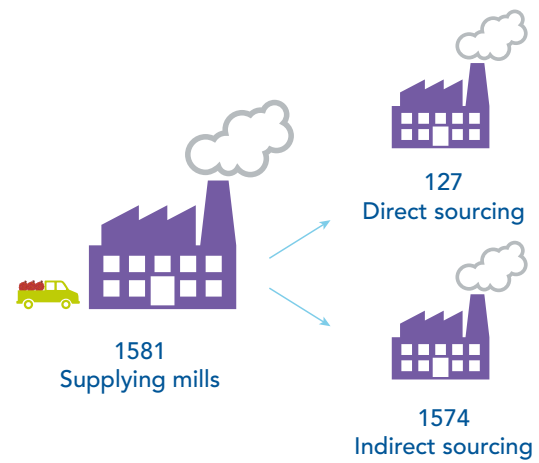 1581
Supplying mills
127
Direct sourcing
1574
Indirect sourcing